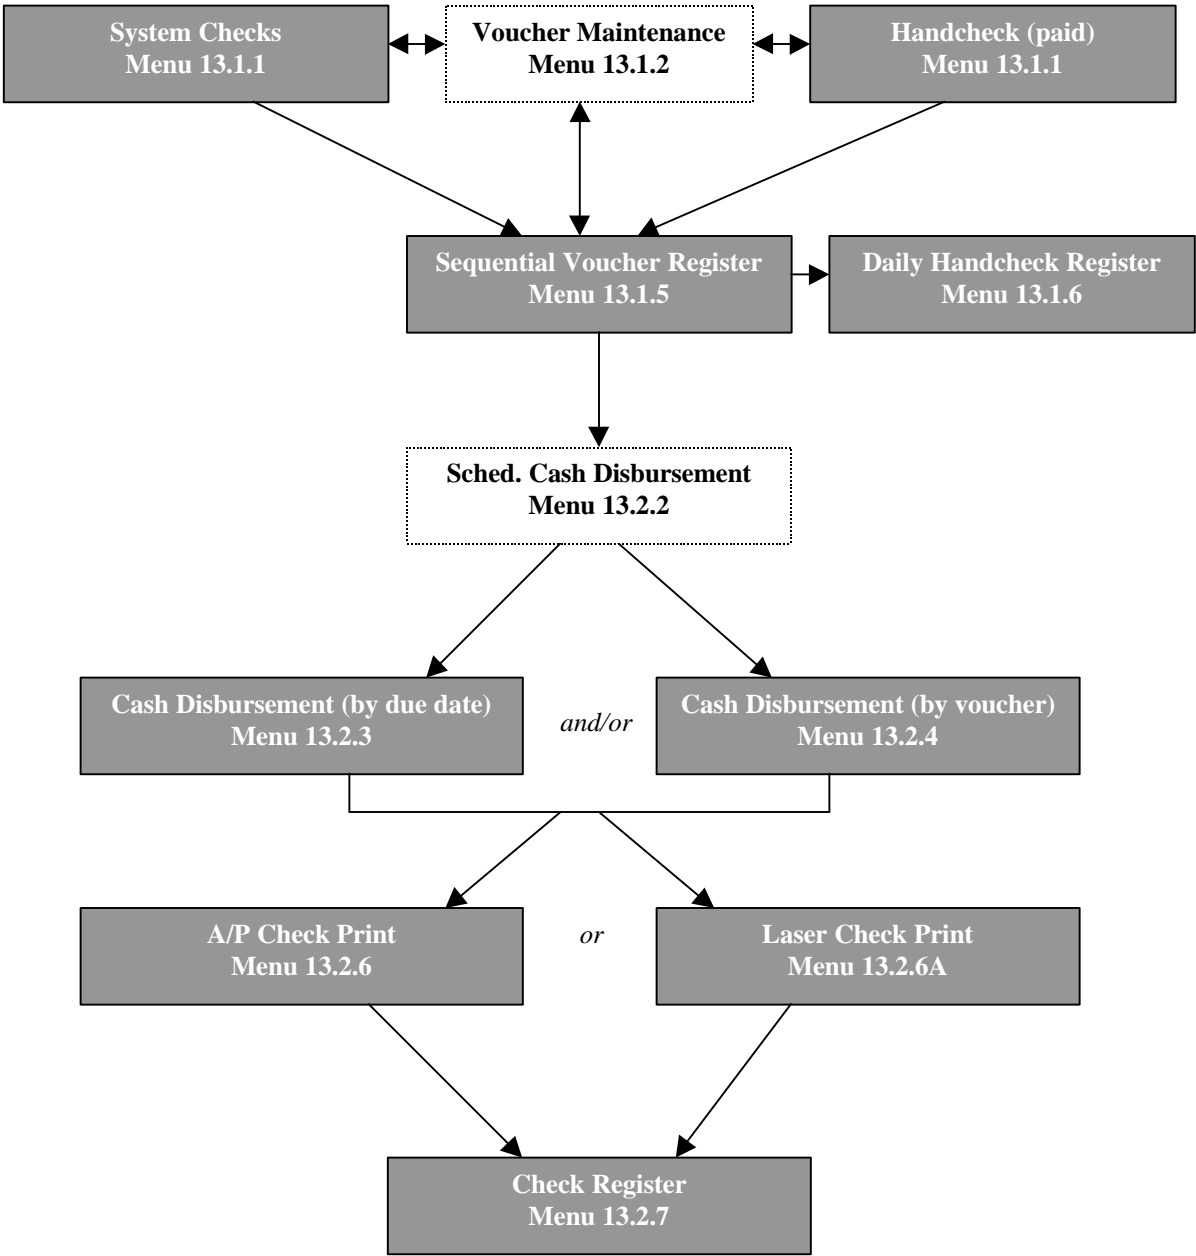 System Checks
Menu 13.1.1
Voucher Maintenance
Menu 13.1.2
Handcheck (paid)
Menu 13.1.1
Sequential Voucher Register
Menu 13.1.5
Daily Handcheck Register
Menu 13.1.6
Sched. Cash Disbursement
Menu 13.2.2
Cash Disbursement (by due date)
Menu 13.2.3
and/or
Cash Disbursement (by voucher)
Menu 13.2.4
A/P Check Print
Menu 13.2.6
or
Laser Check Print
Menu 13.2.6A
Check Register
Menu 13.2.7